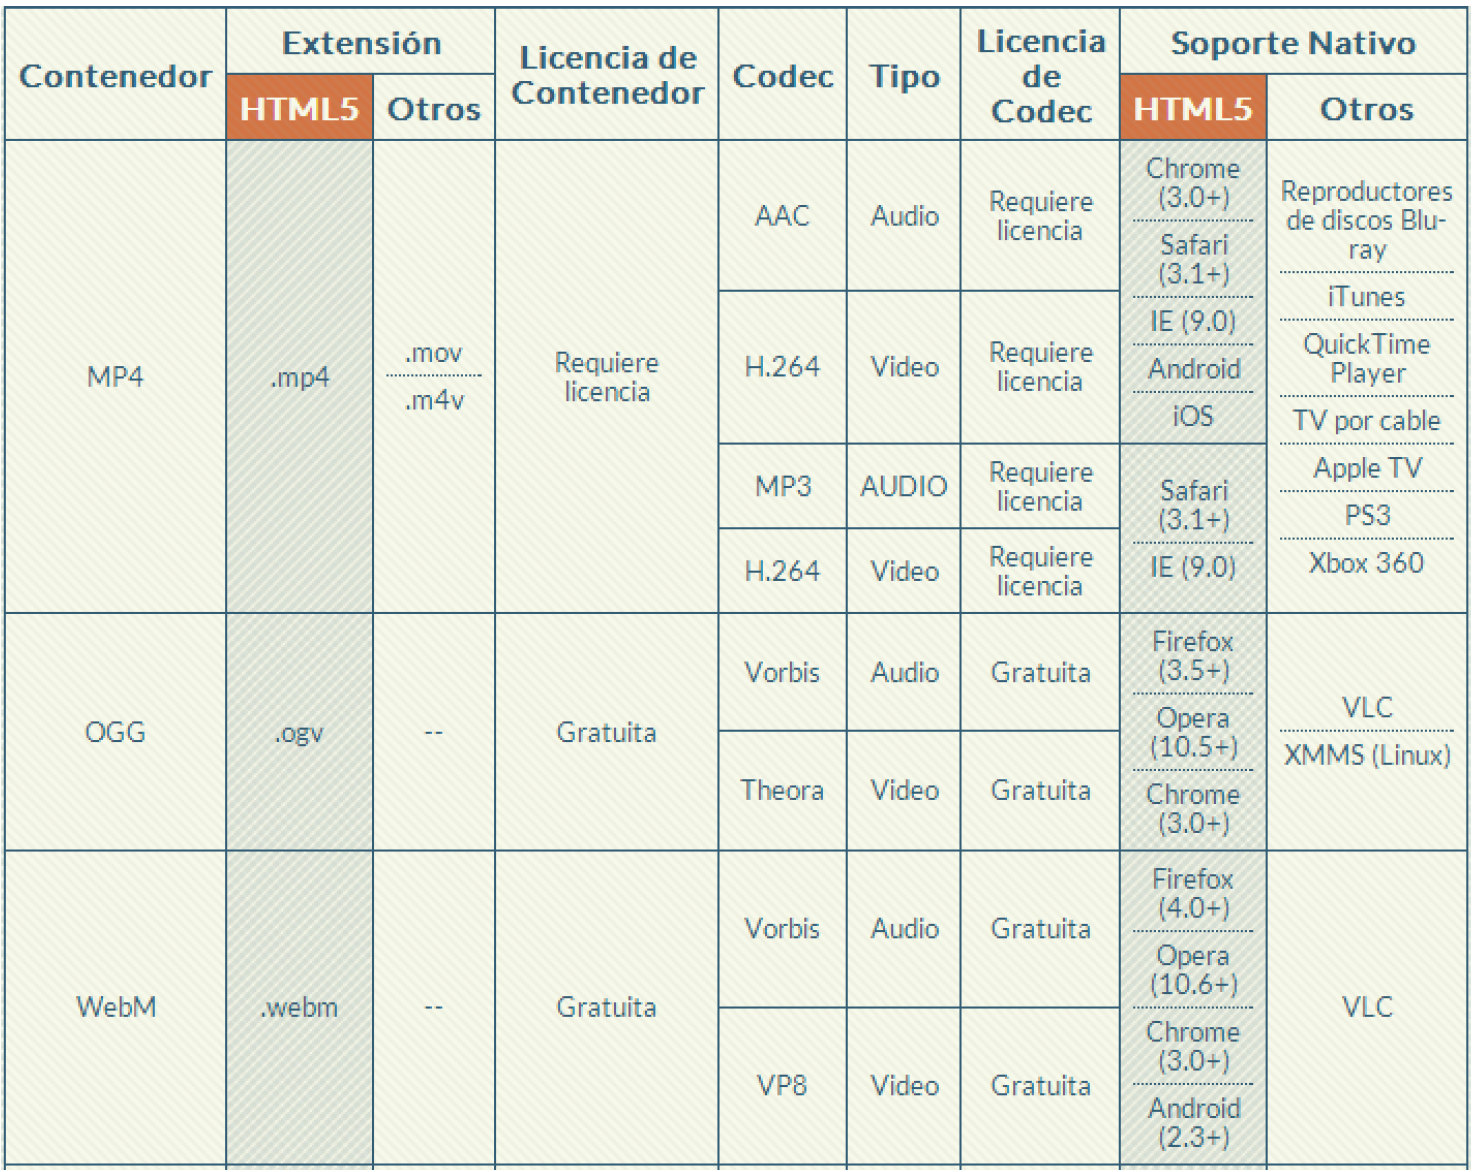 Contenedor
Extensión
HTML5
Otros
Licencia de
Contenedor
Codec
Tipo
Licencia
de
Codec
Soporte Nativo
HTML5
Otros
MP4
.mp4
.mov
.m4v
Requiere
licencia
AAC
Audio
Requiere
licencia
H.264
Video
Requiere
licencia
MP3
AUDIO
Requiere
licencia
H.264
Video
Requiere
licencia
Chrome
(3.0+)
Safari
(3.1+)
IE (9.0)
Android
iOS
Safari
(3.1+)
IE (9.0)
Reproductores
de discos Blu-
ray
iTunes
QuickTime
Player
TV por cable
Apple TV
PS3
Xbox 360
OGG
.ogv
--
Gratuita
Vorbis
Audio
Gratuita
Theora
Video
Gratuita
Firefox
(3.5+)
Opera
(10.5+)
Chrome
(3.0+)
VLC
XMMS (Linux)
WebM
.webm
--
Gratuita
Vorbis
Audio
Gratuita
VP8
Video
Gratuita
Firefox
(4.0+)
Opera
(10.6+)
Chrome
(3.0+)
Android
(2.3+)
VLC